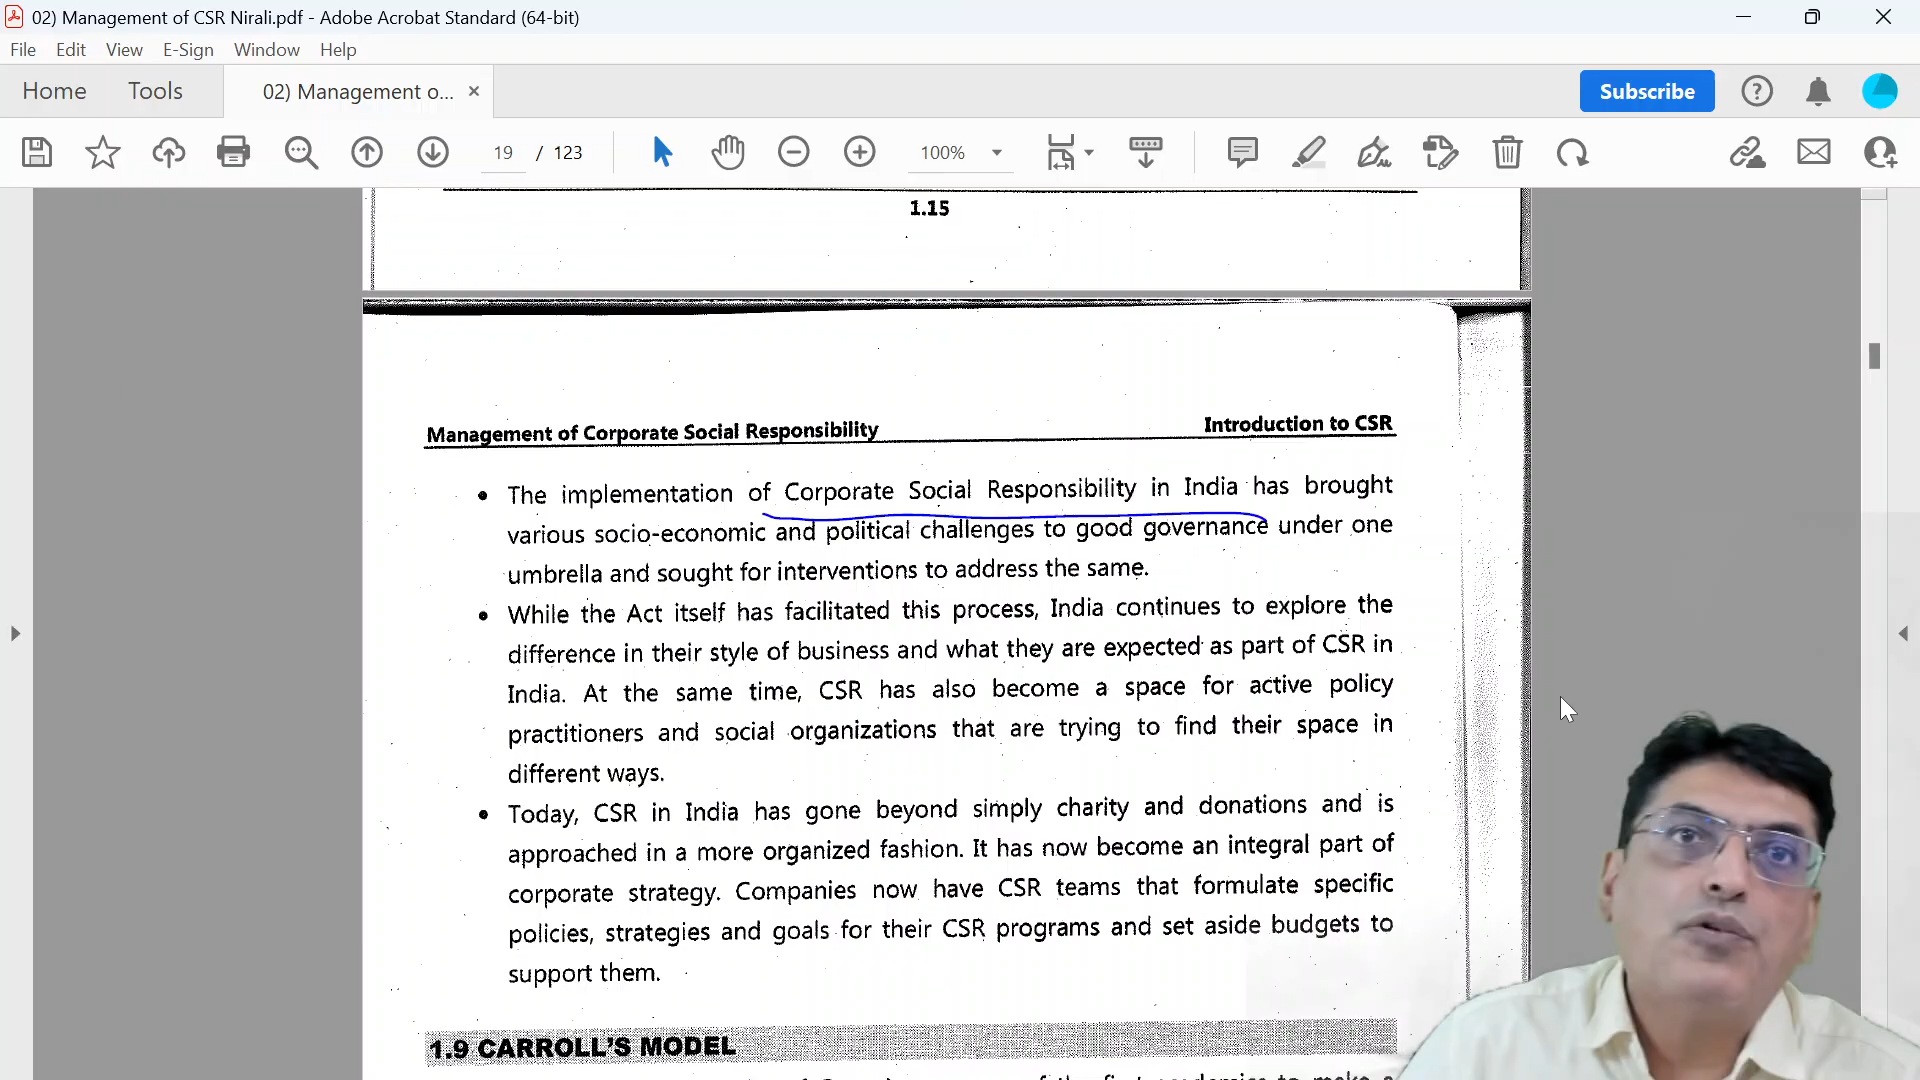 02) Management of CSR Nirali.pdf - Adobe Acrobat Standard (64-bit)
File Edit View E-Sign Window Help
Home Tools 02) Management o... × Subscribe
19 / 123 100%
1.15
Management of Corporate Social Responsibility Introduction to CSR
• The implementation of Corporate Social Responsibility in India has brought
various socio-economic and political challenges to good governance under one
umbrella and sought for interventions to address the same.
• While the Act itself has facilitated this process, India continues to explore the
difference in their style of business and what they are expected as part of CSR in
India. At the same time, CSR has also become a space for active policy
practitioners and social organizations that are trying to find their space in
different ways.
• Today, CSR in India has gone beyond simply charity and donations and is
approached in a more organized fashion. It has now become an integral part of
corporate strategy. Companies now have CSR teams that formulate specific
policies, strategies and goals for their CSR programs and set aside budgets to
support them.
1.9 CARROLL'S MODEL